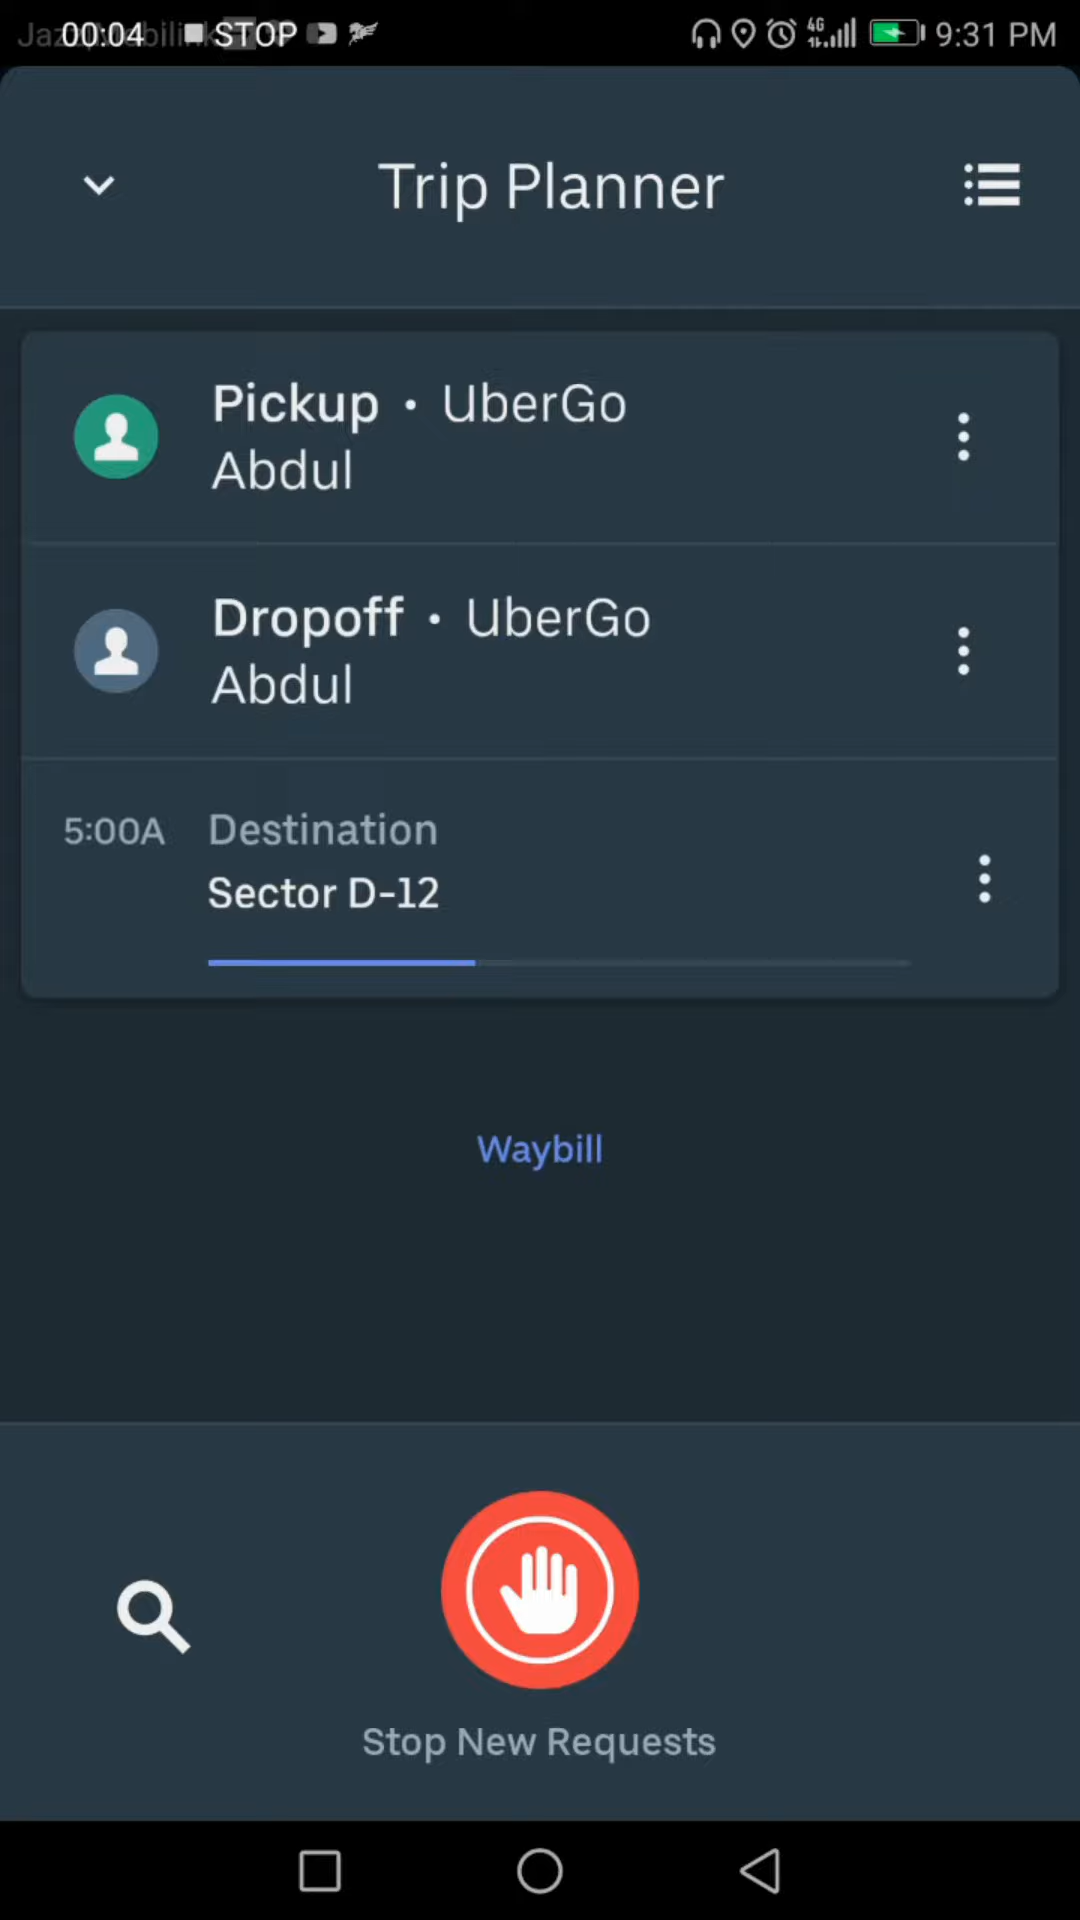 00:04 STOP 4G 9:31 PM
Trip Planner
Pickup • UberGo
Abdul
Dropoff • UberGo
Abdul
5:00A Destination
Sector D-12
Waybill
Stop New Requests